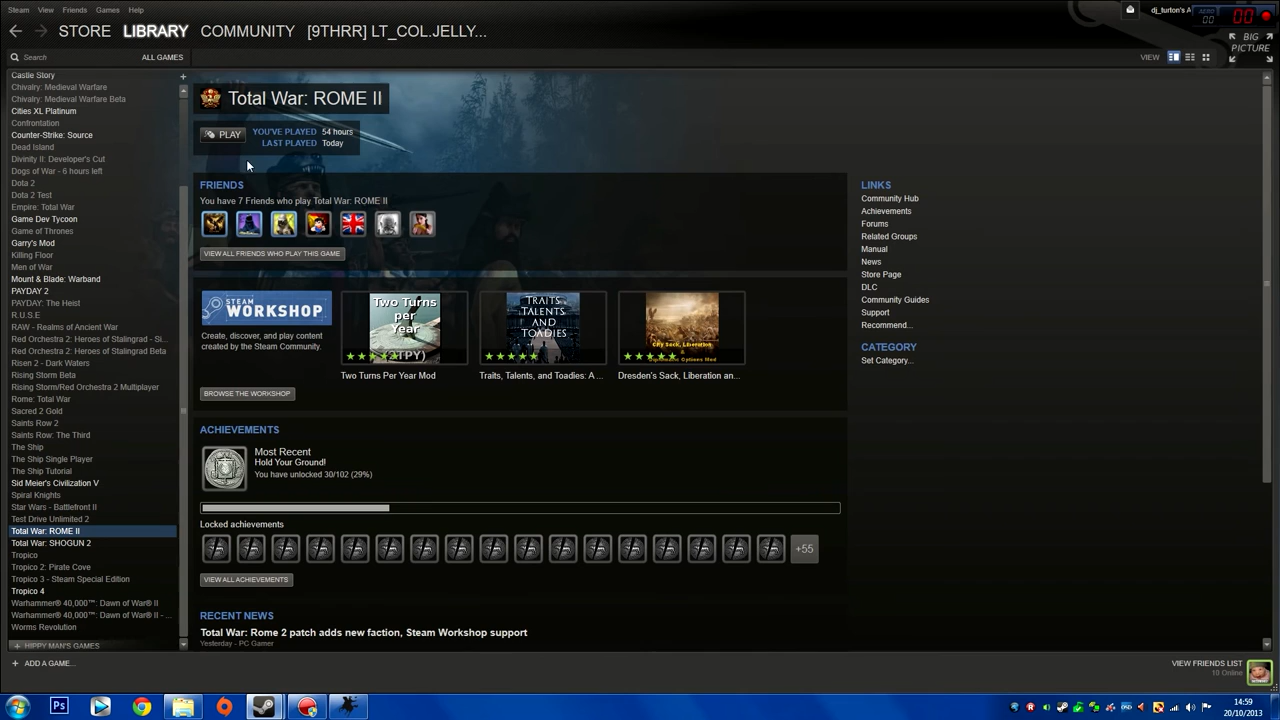 Steam View Friends Games Help
dj_turton's A
AERO 00 00
STORE LIBRARY COMMUNITY [9THRR] LT_COL.JELLY...
BIG PICTURE
Search ALL GAMES
VIEW
Castle Story
Chivalry: Medieval Warfare
Chivalry: Medieval Warfare Beta
Cities XL Platinum
Confrontation
Counter-Strike: Source
Dead Island
Divinity II: Developer's Cut
Dogs of War - 6 hours left
Dota 2
Dota 2 Test
Empire: Total War
Game Dev Tycoon
Game of Thrones
Garry's Mod
Killing Floor
Men of War
Mount & Blade: Warband
PAYDAY 2
PAYDAY: The Heist
R.U.S.E
RAW - Realms of Ancient War
Red Orchestra 2: Heroes of Stalingrad - Si...
Red Orchestra 2: Heroes of Stalingrad Beta
Risen 2 - Dark Waters
Rising Storm Beta
Rising Storm/Red Orchestra 2 Multiplayer
Rome: Total War
Sacred 2 Gold
Saints Row 2
Saints Row: The Third
The Ship
The Ship Single Player
The Ship Tutorial
Sid Meier's Civilization V
Spiral Knights
Star Wars - Battlefront II
Test Drive Unlimited 2
Total War: ROME II
Total War: SHOGUN 2
Tropico
Tropico 2: Pirate Cove
Tropico 3 - Steam Special Edition
Tropico 4
Warhammer® 40,000™: Dawn of War® II
Warhammer® 40,000™: Dawn of War® II - ...
Worms Revolution
+ HIPPY MAN'S GAMES
+ ADD A GAME...
Total War: ROME II
PLAY
YOU'VE PLAYED 54 hours
LAST PLAYED Today
FRIENDS
You have 7 Friends who play Total War: ROME II
VIEW ALL FRIENDS WHO PLAY THIS GAME
STEAM WORKSHOP
Create, discover, and play content
created by the Steam Community.
BROWSE THE WORKSHOP
Two Turns
per
Year
TPY)
Two Turns Per Year Mod
TRAITS,
TALENTS,
AND
TOADIES
Traits, Talents, and Toadies: A ...
City Sack, Liberation
&
Options Mod
Dresden's Sack, Liberation an...
ACHIEVEMENTS
Most Recent
Hold Your Ground!
You have unlocked 30/102 (29%)
Locked achievements
+55
VIEW ALL ACHIEVEMENTS
RECENT NEWS
Total War: Rome 2 patch adds new faction, Steam Workshop support
Yesterday - PC Gamer
LINKS
Community Hub
Achievements
Forums
Related Groups
Manual
News
Store Page
DLC
Community Guides
Support
Recommend...
CATEGORY
Set Category...
VIEW FRIENDS LIST
19 Online
Ps
14:59
20/10/2013